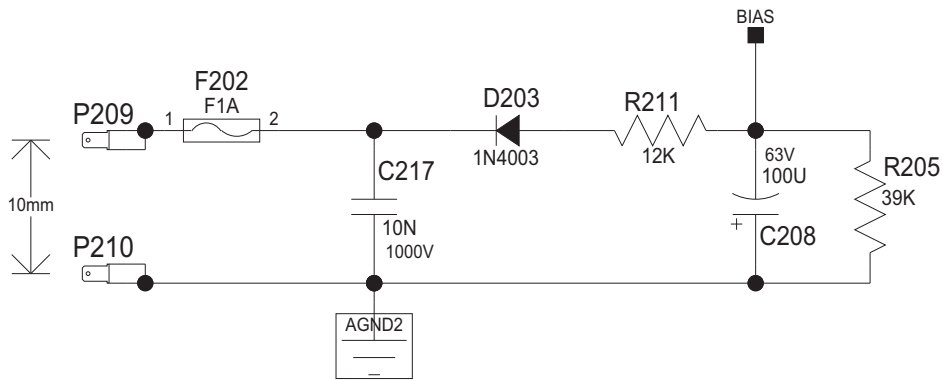 BIAS
F202
F1A
P209
1
2
D203
1N4003
R211
12K
63V
100U
R205
39K
C217
10N
1000V
10mm
P210
+
C208
AGND2